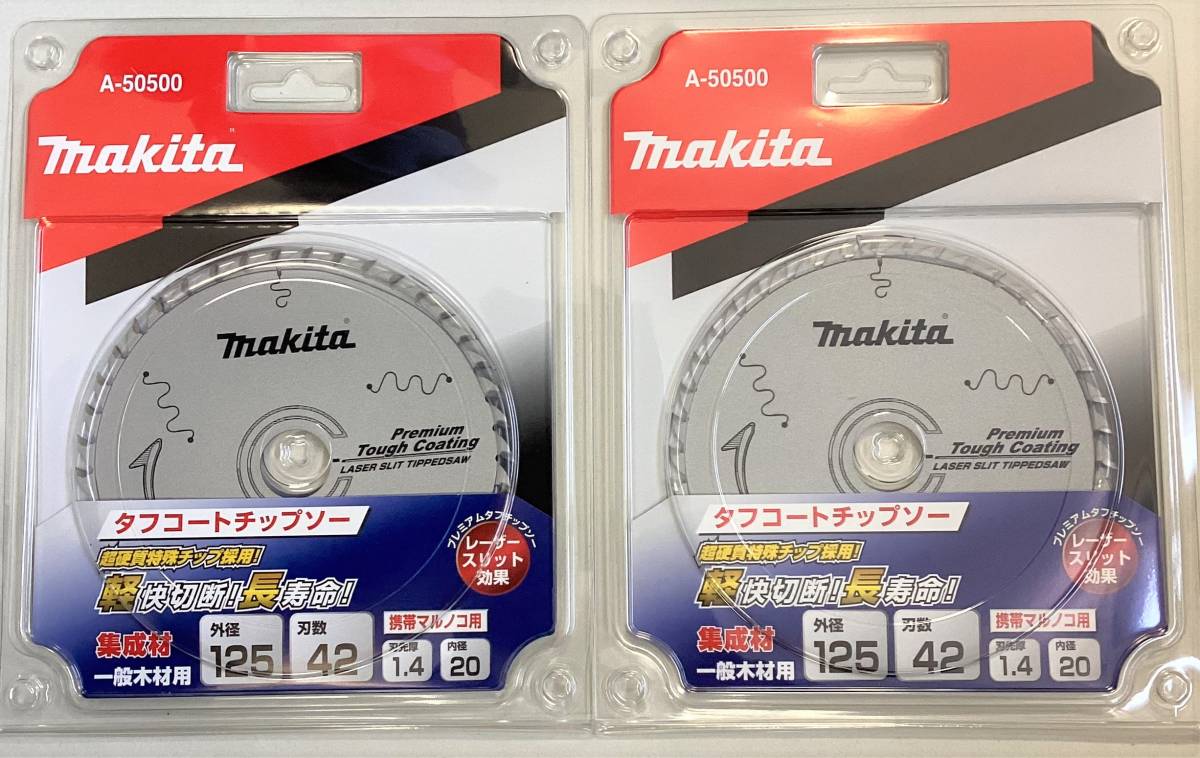 A-50500
makita
makita
Premium
Tough Coating
LASER SLIT TIPPEDSAW
タフコートチップソー
超硬質特殊チップ採用!
軽快切断!長寿命!
プレミアムタフチップソー
レーザー
スリット
効果
集成材
一般木材用
外径
125
刃数
42
携帯マルノコ用
刃先厚
1.4
内径
20
A-50500
makita
makita
Premium
Tough Coating
LASER SLIT TIPPEDSAW
タフコートチップソー
超硬質特殊チップ採用!
軽快切断!長寿命!
プレミアムタフチップソー
レーザー
スリット
効果
集成材
一般木材用
外径
125
刃数
42
携帯マルノコ用
刃先厚
1.4
内径
20